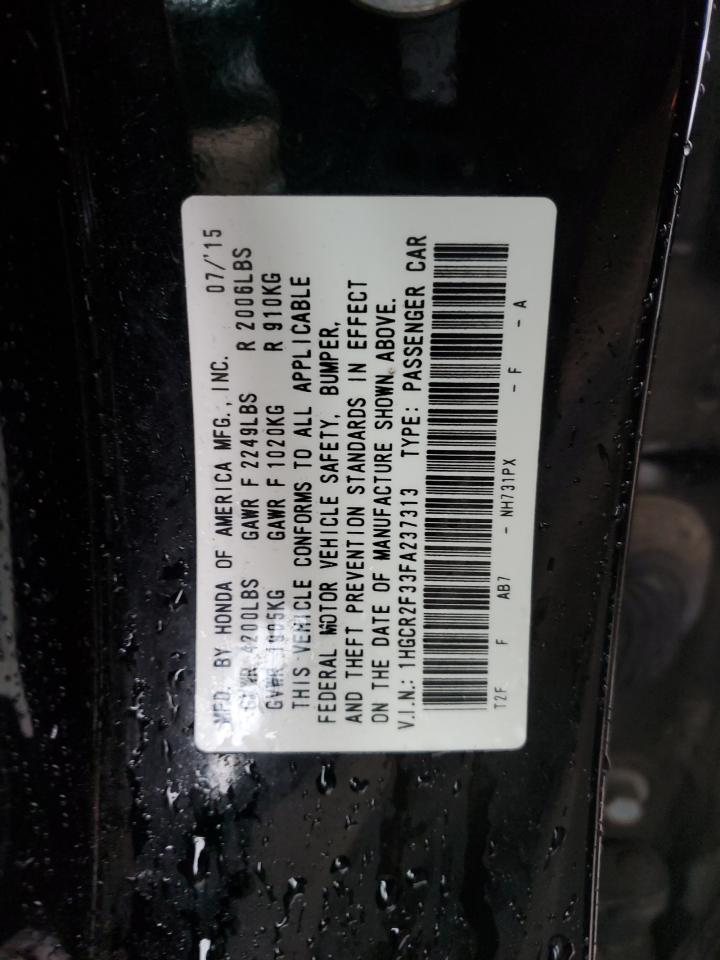 MFD. BY HONDA OF AMERICA MFG., INC. 07/'15
GVWR 4200LBS GAWR F 2249LBS R 2006LBS
GVWR 1905KG GAWR F 1020KG R 910KG
THIS VEHICLE CONFORMS TO ALL APPLICABLE
FEDERAL MOTOR VEHICLE SAFETY, BUMPER,
AND THEFT PREVENTION STANDARDS IN EFFECT
ON THE DATE OF MANUFACTURE SHOWN ABOVE.
V.I.N.: 1HGCR2F33FA237313 TYPE: PASSENGER CAR
T2F F AB7 - NH731PX - F - A